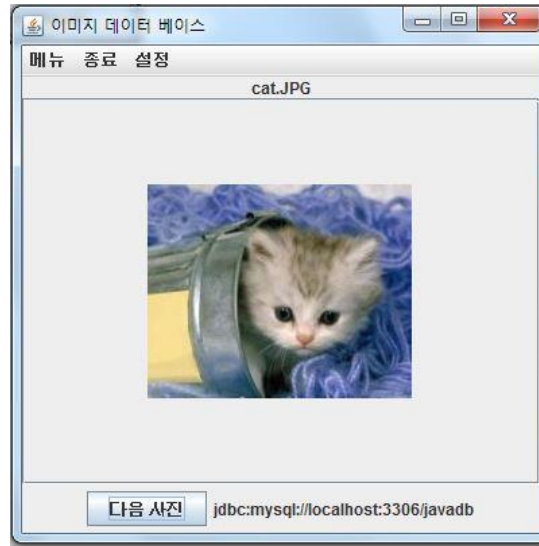 이미지 데이터 베이스
메뉴 종료 설정
cat.JPG
다음 사진 jdbc:mysql://localhost:3306/javadb